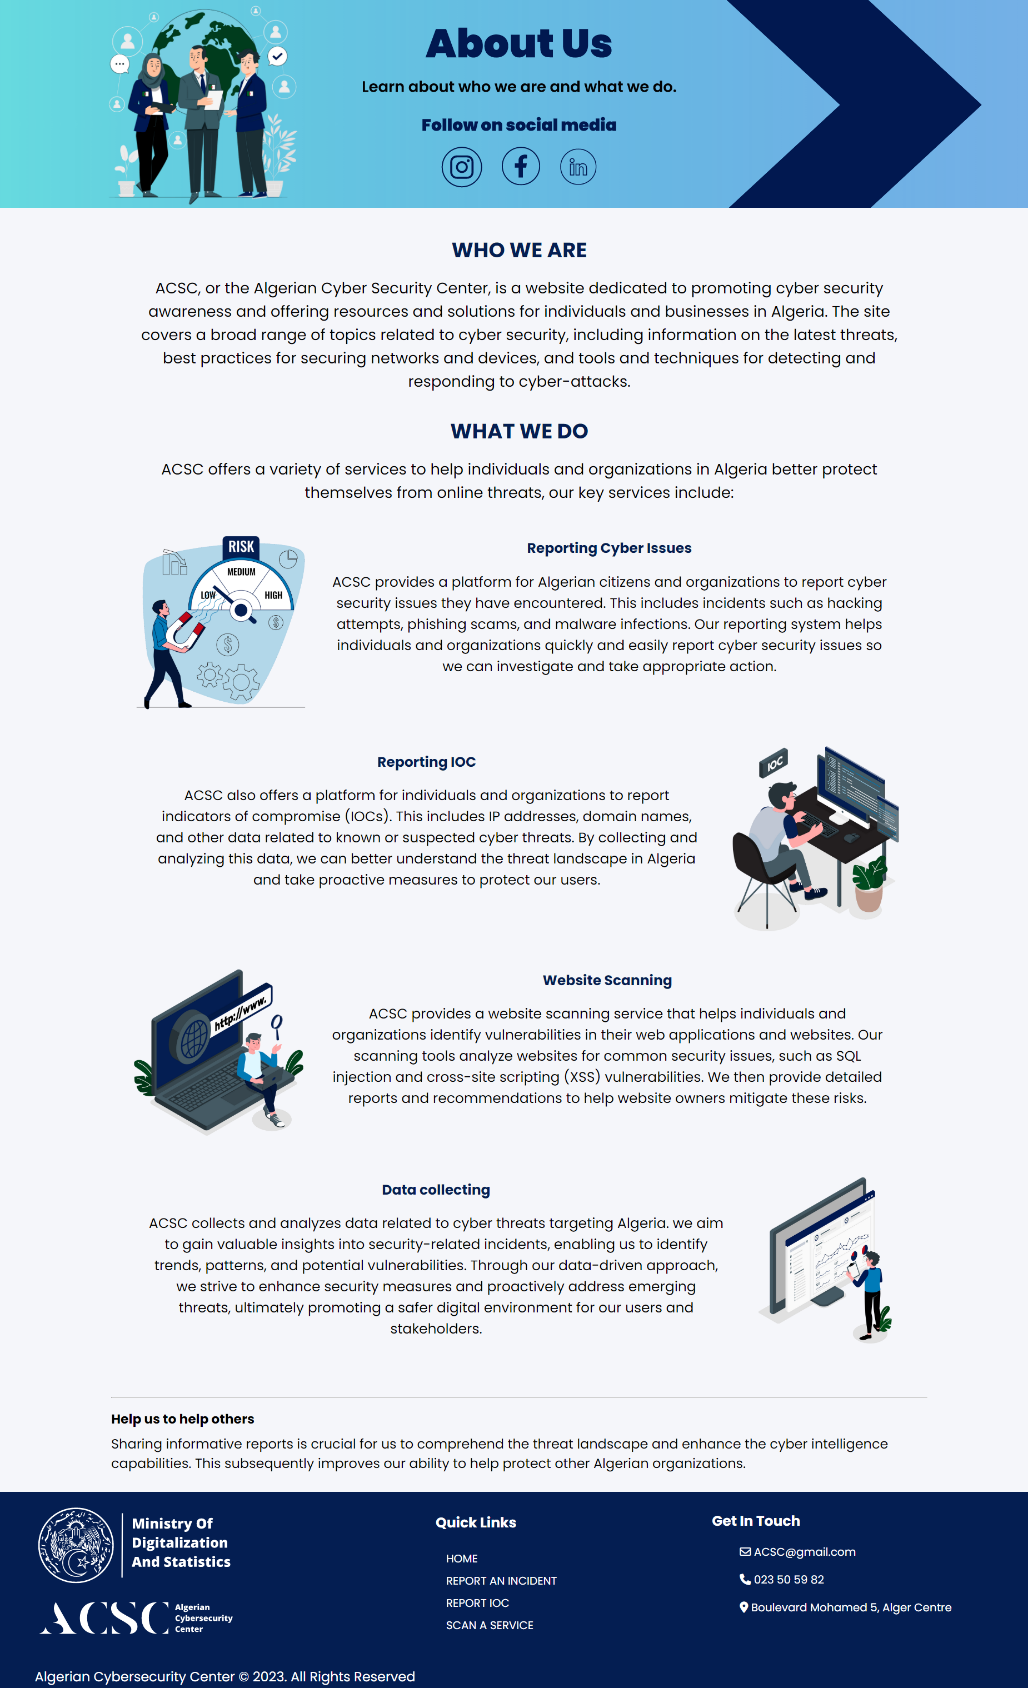 About Us
Learn about who we are and what we do.
Follow on social media
in
WHO WE ARE
ACSC, or the Algerian Cyber Security Center, is a website dedicated to promoting cyber security
awareness and offering resources and solutions for individuals and businesses in Algeria. The site
covers a broad range of topics related to cyber security, including information on the latest threats,
best practices for securing networks and devices, and tools and techniques for detecting and
responding to cyber-attacks.
WHAT WE DO
ACSC offers a variety of services to help individuals and organizations in Algeria better protect
themselves from online threats, our key services include:
RISK
MEDIUM
LOW
HIGH
Reporting Cyber Issues
ACSC provides a platform for Algerian citizens and organizations to report cyber
security issues they have encountered. This includes incidents such as hacking
attempts, phishing scams, and malware infections. Our reporting system helps
individuals and organizations quickly and easily report cyber security issues so
we can investigate and take appropriate action.
Reporting IOC
ACSC also offers a platform for individuals and organizations to report
indicators of compromise (IOCs). This includes IP addresses, domain names,
and other data related to known or suspected cyber threats. By collecting and
analyzing this data, we can better understand the threat landscape in Algeria
and take proactive measures to protect our users.
IOC
http://www.
Website Scanning
ACSC provides a website scanning service that helps individuals and
organizations identify vulnerabilities in their web applications and websites. Our
scanning tools analyze websites for common security issues, such as SQL
injection and cross-site scripting (XSS) vulnerabilities. We then provide detailed
reports and recommendations to help website owners mitigate these risks.
Data collecting
ACSC collects and analyzes data related to cyber threats targeting Algeria. we aim
to gain valuable insights into security-related incidents, enabling us to identify
trends, patterns, and potential vulnerabilities. Through our data-driven approach,
we strive to enhance security measures and proactively address emerging
threats, ultimately promoting a safer digital environment for our users and
stakeholders.
Help us to help others
Sharing informative reports is crucial for us to comprehend the threat landscape and enhance the cyber intelligence
capabilities. This subsequently improves our ability to help protect other Algerian organizations.
Ministry Of
Digitalization
And Statistics
ACSC
Algerian
Cybersecurity
Center
Quick Links
HOME
REPORT AN INCIDENT
REPORT IOC
SCAN A SERVICE
Get In Touch
ACSC@gmail.com
023 50 59 82
Boulevard Mohamed 5, Alger Centre
Algerian Cybersecurity Center © 2023. All Rights Reserved